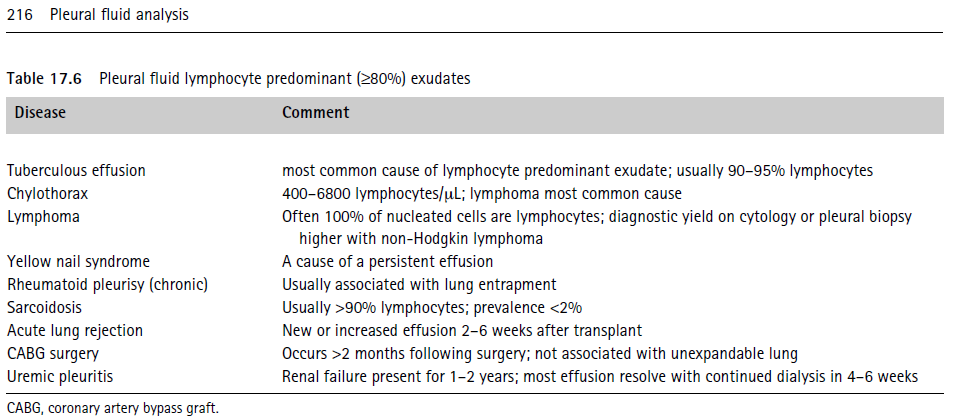 216 Pleural fluid analysis
Table 17.6 Pleural fluid lymphocyte predominant (≥80%) exudates
Disease Comment
Tuberculous effusion most common cause of lymphocyte predominant exudate; usually 90–95% lymphocytes
Chylothorax 400–6800 lymphocytes/μL; lymphoma most common cause
Lymphoma Often 100% of nucleated cells are lymphocytes; diagnostic yield on cytology or pleural biopsy
higher with non-Hodgkin lymphoma
Yellow nail syndrome A cause of a persistent effusion
Rheumatoid pleurisy (chronic) Usually associated with lung entrapment
Sarcoidosis Usually >90% lymphocytes; prevalence <2%
Acute lung rejection New or increased effusion 2–6 weeks after transplant
CABG surgery Occurs >2 months following surgery; not associated with unexpandable lung
Uremic pleuritis Renal failure present for 1–2 years; most effusion resolve with continued dialysis in 4–6 weeks
CABG, coronary artery bypass graft.